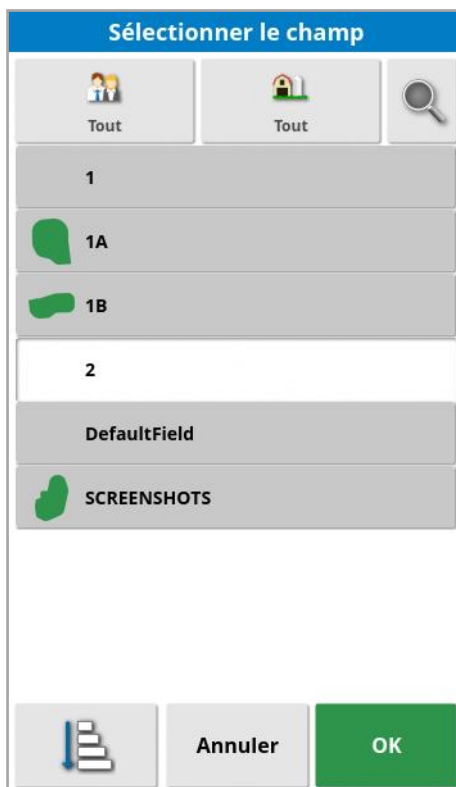 Sélectionner le champ
Tout Tout
1
1A
1B
2
DefaultField
SCREENSHOTS
Annuler OK